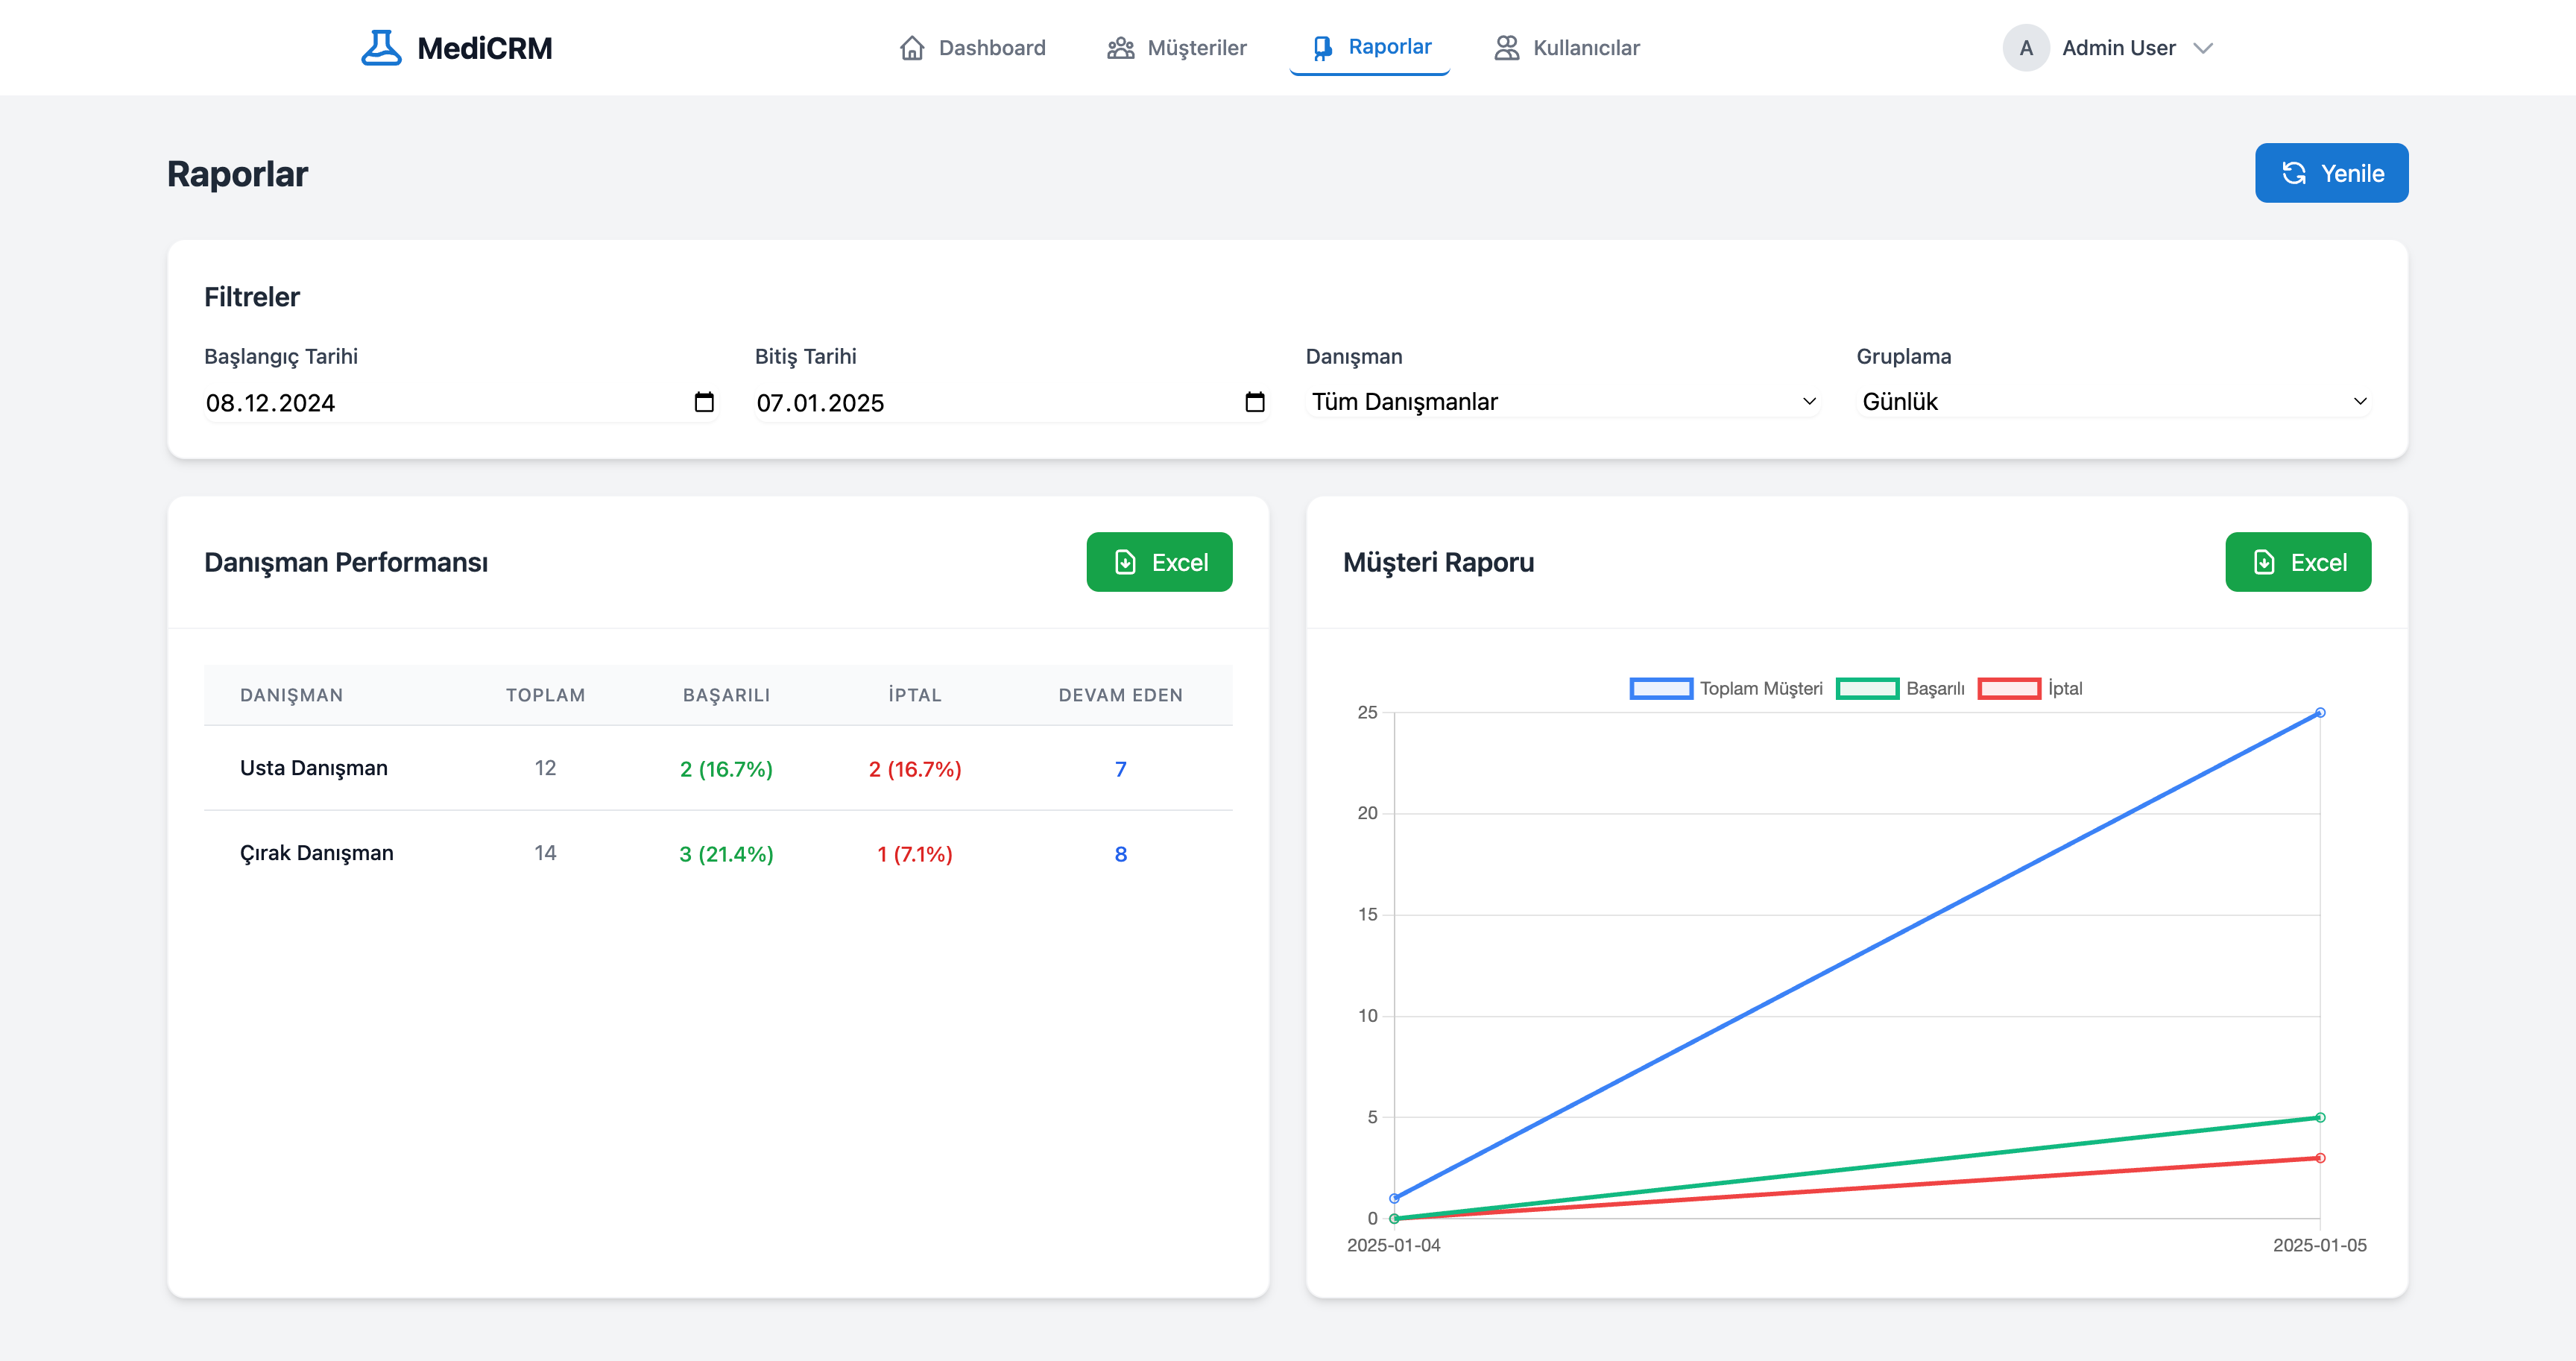 MediCRM
Dashboard
Müşteriler
Raporlar
Kullanıcılar
A
Admin User
Raporlar
Yenile
Filtreler
Başlangıç Tarihi
08.12.2024
Bitiş Tarihi
07.01.2025
Danışman
Tüm Danışmanlar
Gruplama
Günlük
Danışman Performansı
Excel
DANIŞMAN TOPLAM BAŞARILI İPTAL DEVAM EDEN
Usta Danışman 12 2 (16.7%) 2 (16.7%) 7
Çırak Danışman 14 3 (21.4%) 1 (7.1%) 8
Müşteri Raporu
Excel
Toplam Müşteri Başarılı İptal
25
20
15
10
5
0
2025-01-04 2025-01-05